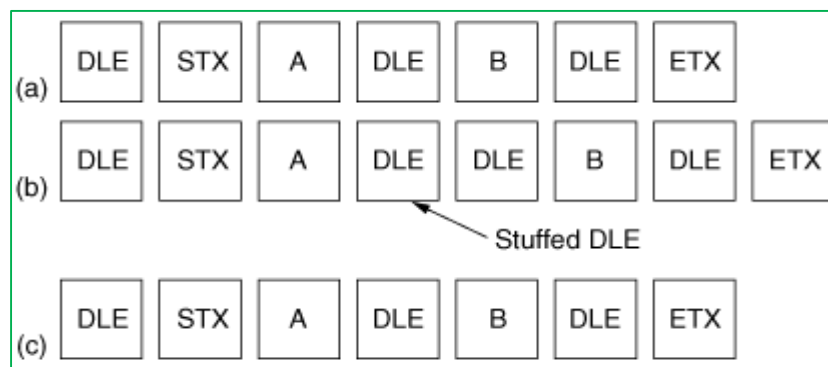 (a) DLE STX A DLE B DLE ETX
(b) DLE STX A DLE DLE B DLE ETX
Stuffed DLE
(c) DLE STX A DLE B DLE ETX